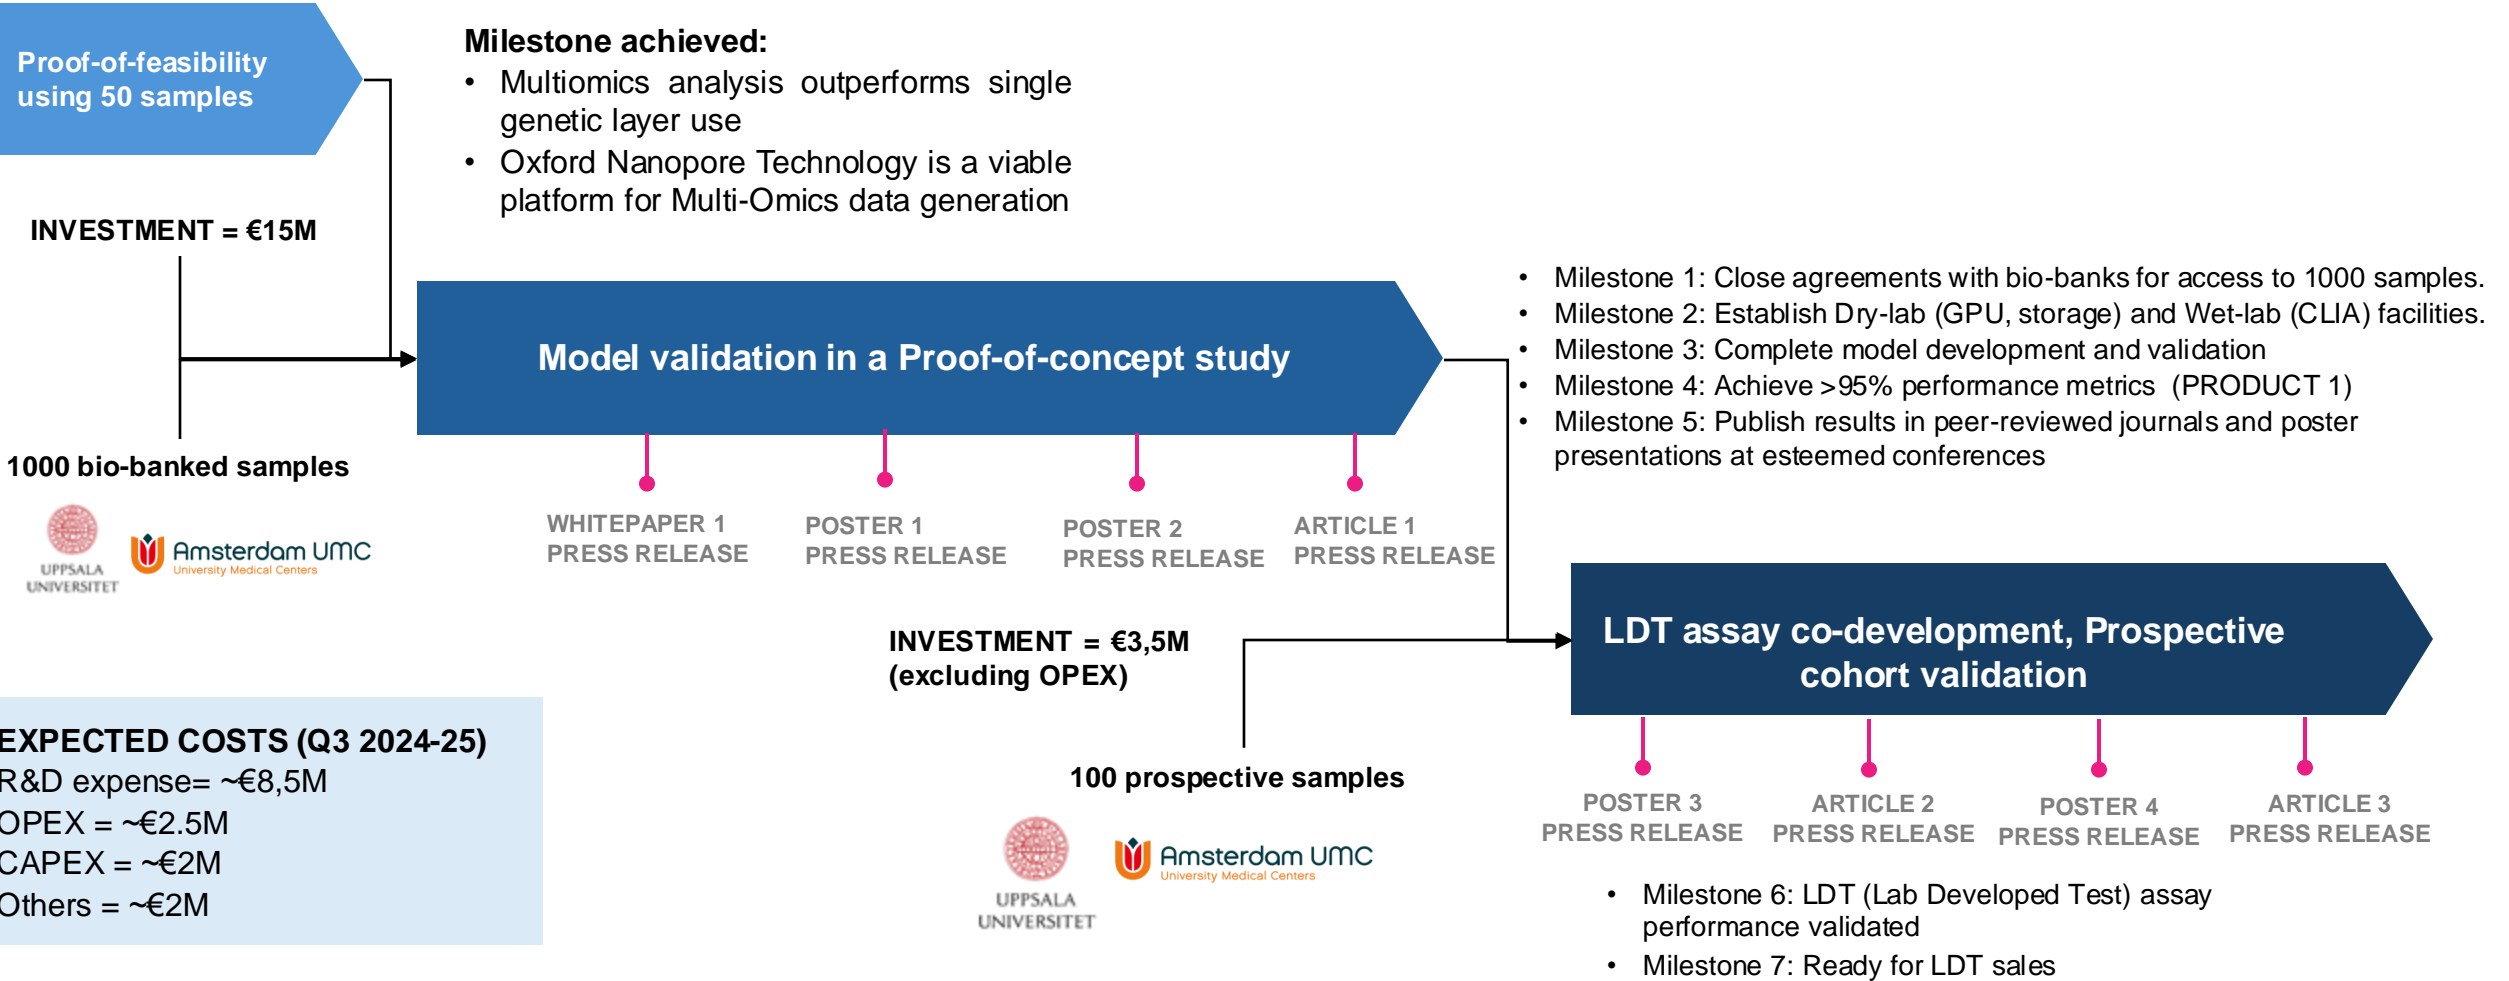 Proof-of-feasibility
using 50 samples
Milestone achieved:
• Multiomics analysis outperforms single
genetic layer use
• Oxford Nanopore Technology is a viable
platform for Multi-Omics data generation
INVESTMENT = €15M
Model validation in a Proof-of-concept study
• Milestone 1: Close agreements with bio-banks for access to 1000 samples.
• Milestone 2: Establish Dry-lab (GPU, storage) and Wet-lab (CLIA) facilities.
• Milestone 3: Complete model development and validation
• Milestone 4: Achieve >95% performance metrics (PRODUCT 1)
• Milestone 5: Publish results in peer-reviewed journals and poster
presentations at esteemed conferences
1000 bio-banked samples
UPPSALA
UNIVERSITET
Amsterdam UMC
University Medical Centers
WHITEPAPER 1
PRESS RELEASE
POSTER 1
PRESS RELEASE
POSTER 2
PRESS RELEASE
ARTICLE 1
PRESS RELEASE
INVESTMENT = €3,5M
(excluding OPEX)
LDT assay co-development, Prospective
cohort validation
100 prospective samples
UPPSALA
UNIVERSITET
Amsterdam UMC
University Medical Centers
POSTER 3
PRESS RELEASE
ARTICLE 2
PRESS RELEASE
POSTER 4
PRESS RELEASE
ARTICLE 3
PRESS RELEASE
• Milestone 6: LDT (Lab Developed Test) assay
performance validated
• Milestone 7: Ready for LDT sales
EXPECTED COSTS (Q3 2024-25)
R&D expense= ~€8,5M
OPEX = ~€2.5M
CAPEX = ~€2M
Others = ~€2M